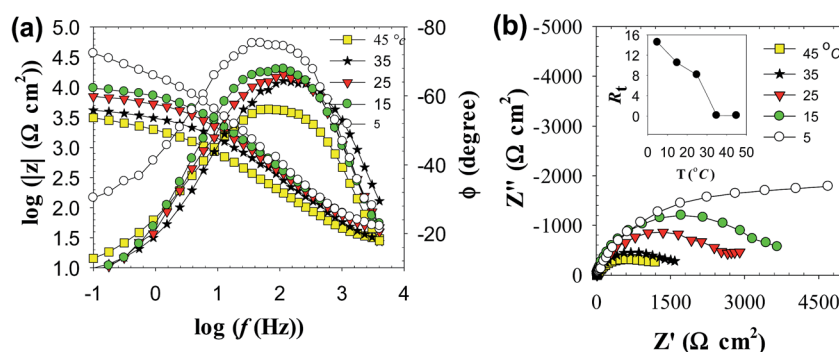 (a)
5.0
4.5
4.0
3.5
3.0
2.5
2.0
1.5
1.0
log (|z| (Ω cm²)
-1 0 1 2 3 4
log (f (Hz))
-80
-60
-40
-20
ϕ (degree)
45 °c
35
25
15
5
(b)
-5000
-4000
-3000
-2000
-1000
0
Z'' (Ω cm²)
0 1500 3000 4500
Z' (Ω cm²)
16
12
8
4
0
Rt
0 10 20 30 40 50
T(°C)
45 °C
35
25
15
5